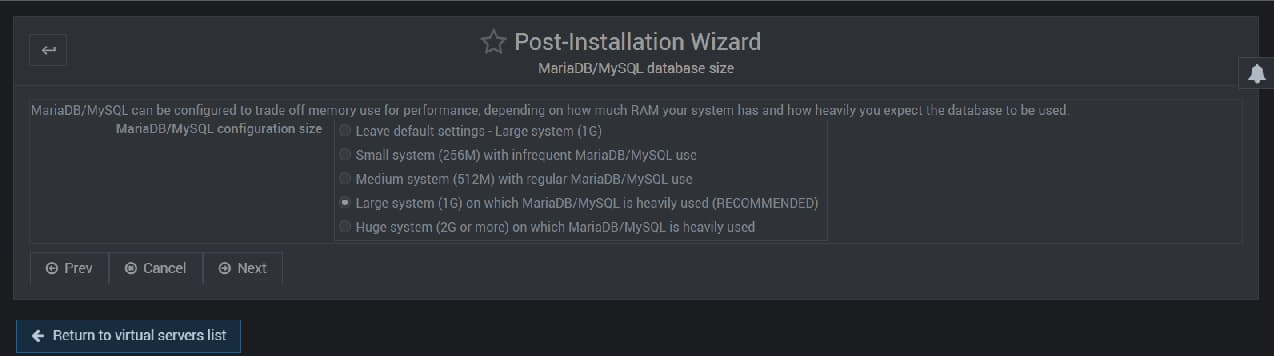 Post-Installation Wizard
MariaDB/MySQL database size
MariaDB/MySQL can be configured to trade off memory use for performance, depending on how much RAM your system has and how heavily you expect the database to be used.
MariaDB/MySQL configuration size
Leave default settings - Large system (1G)
Small system (256M) with infrequent MariaDB/MySQL use
Medium system (512M) with regular MariaDB/MySQL use
Large system (1G) on which MariaDB/MySQL is heavily used (RECOMMENDED)
Huge system (2G or more) on which MariaDB/MySQL is heavily used
Prev Cancel Next
Return to virtual servers list